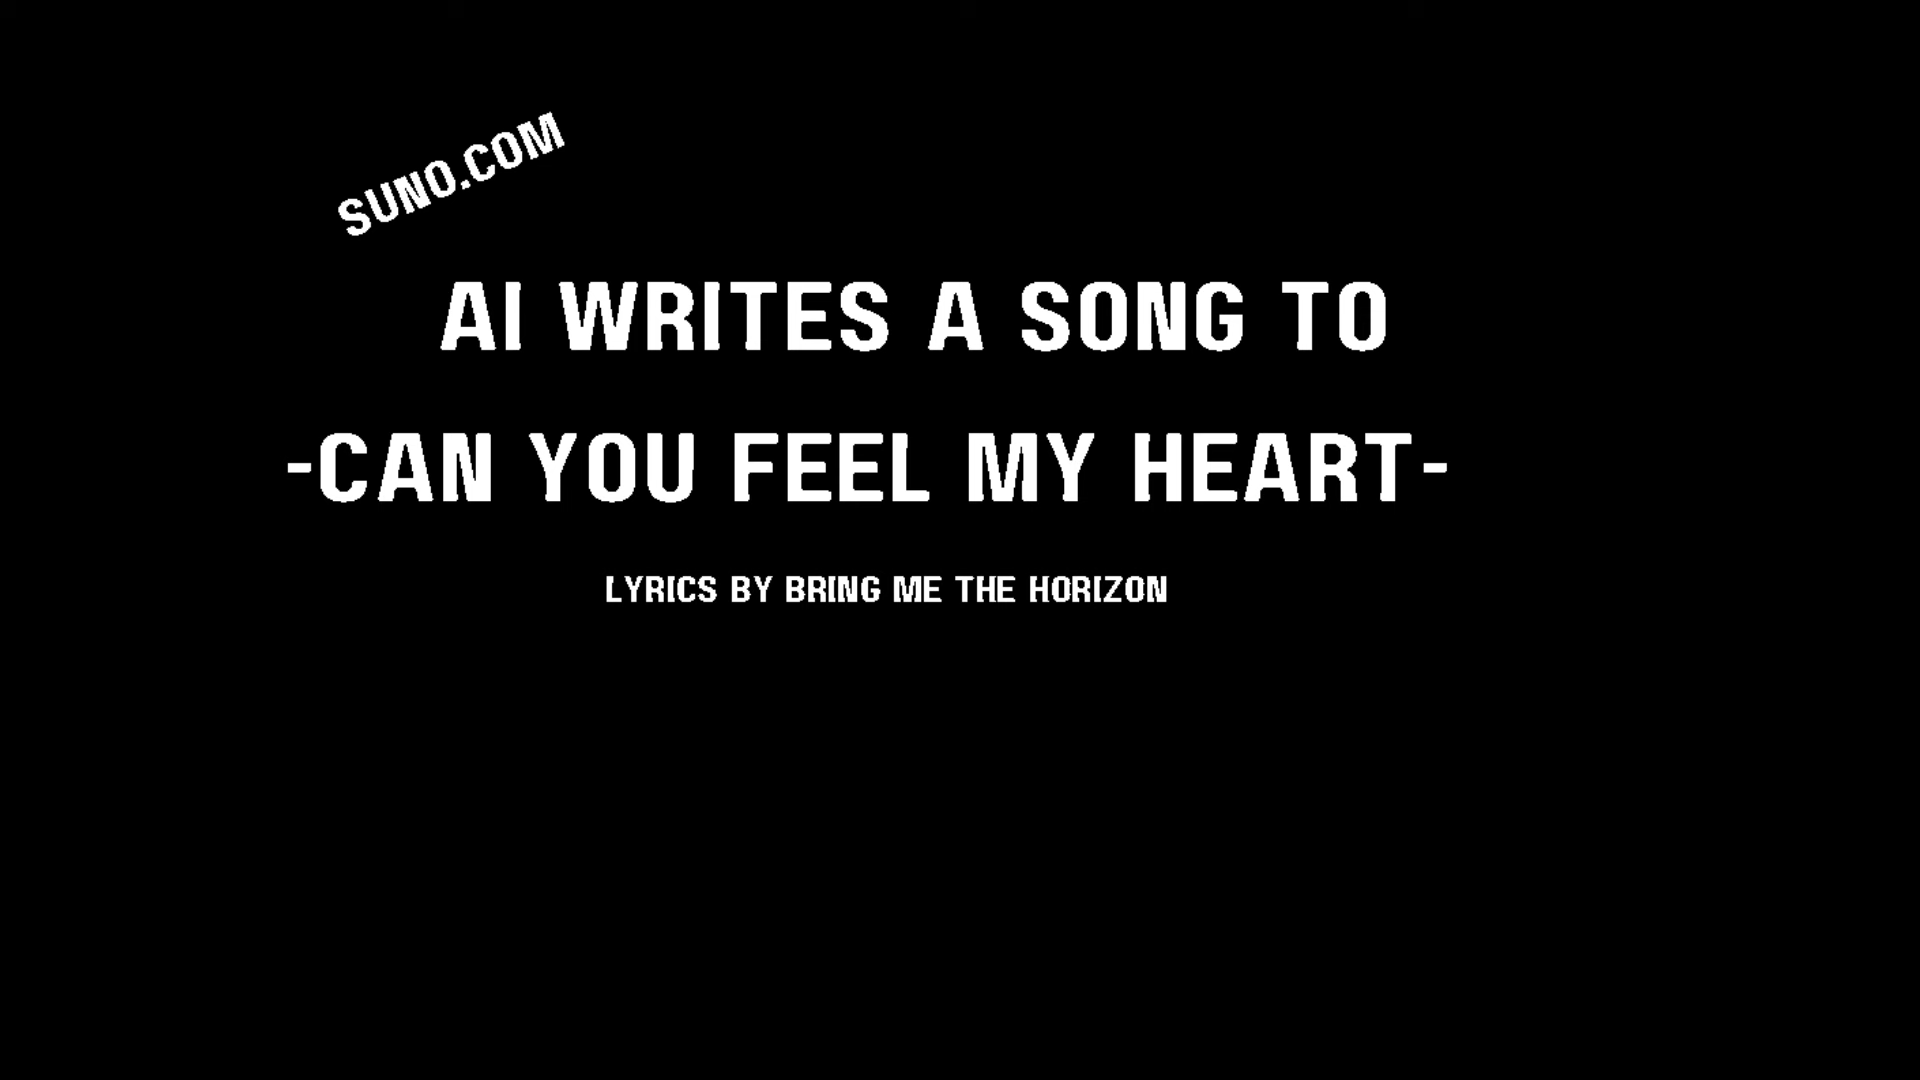 SUNO.COM
AI WRITES A SONG TO
-CAN YOU FEEL MY HEART-
LYRICS BY BRING ME THE HORIZON